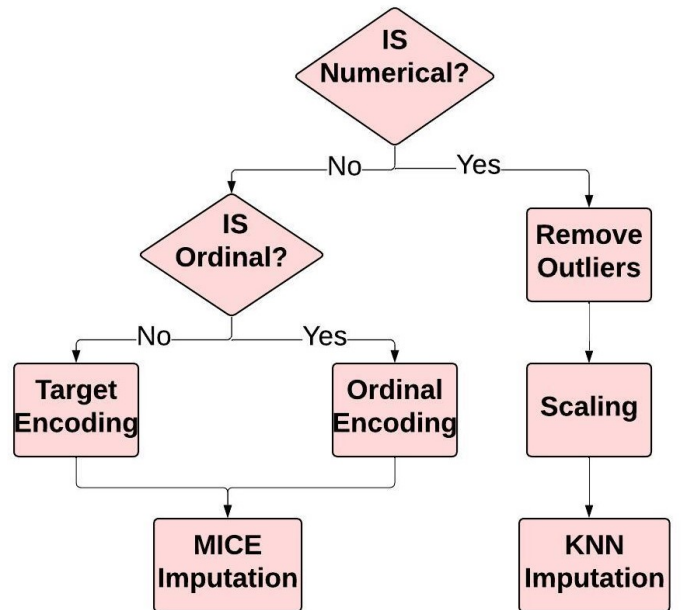 IS
Numerical?
No
Yes
IS
Ordinal?
Remove
Outliers
No
Yes
Target
Encoding
Ordinal
Encoding
Scaling
MICE
Imputation
KNN
Imputation